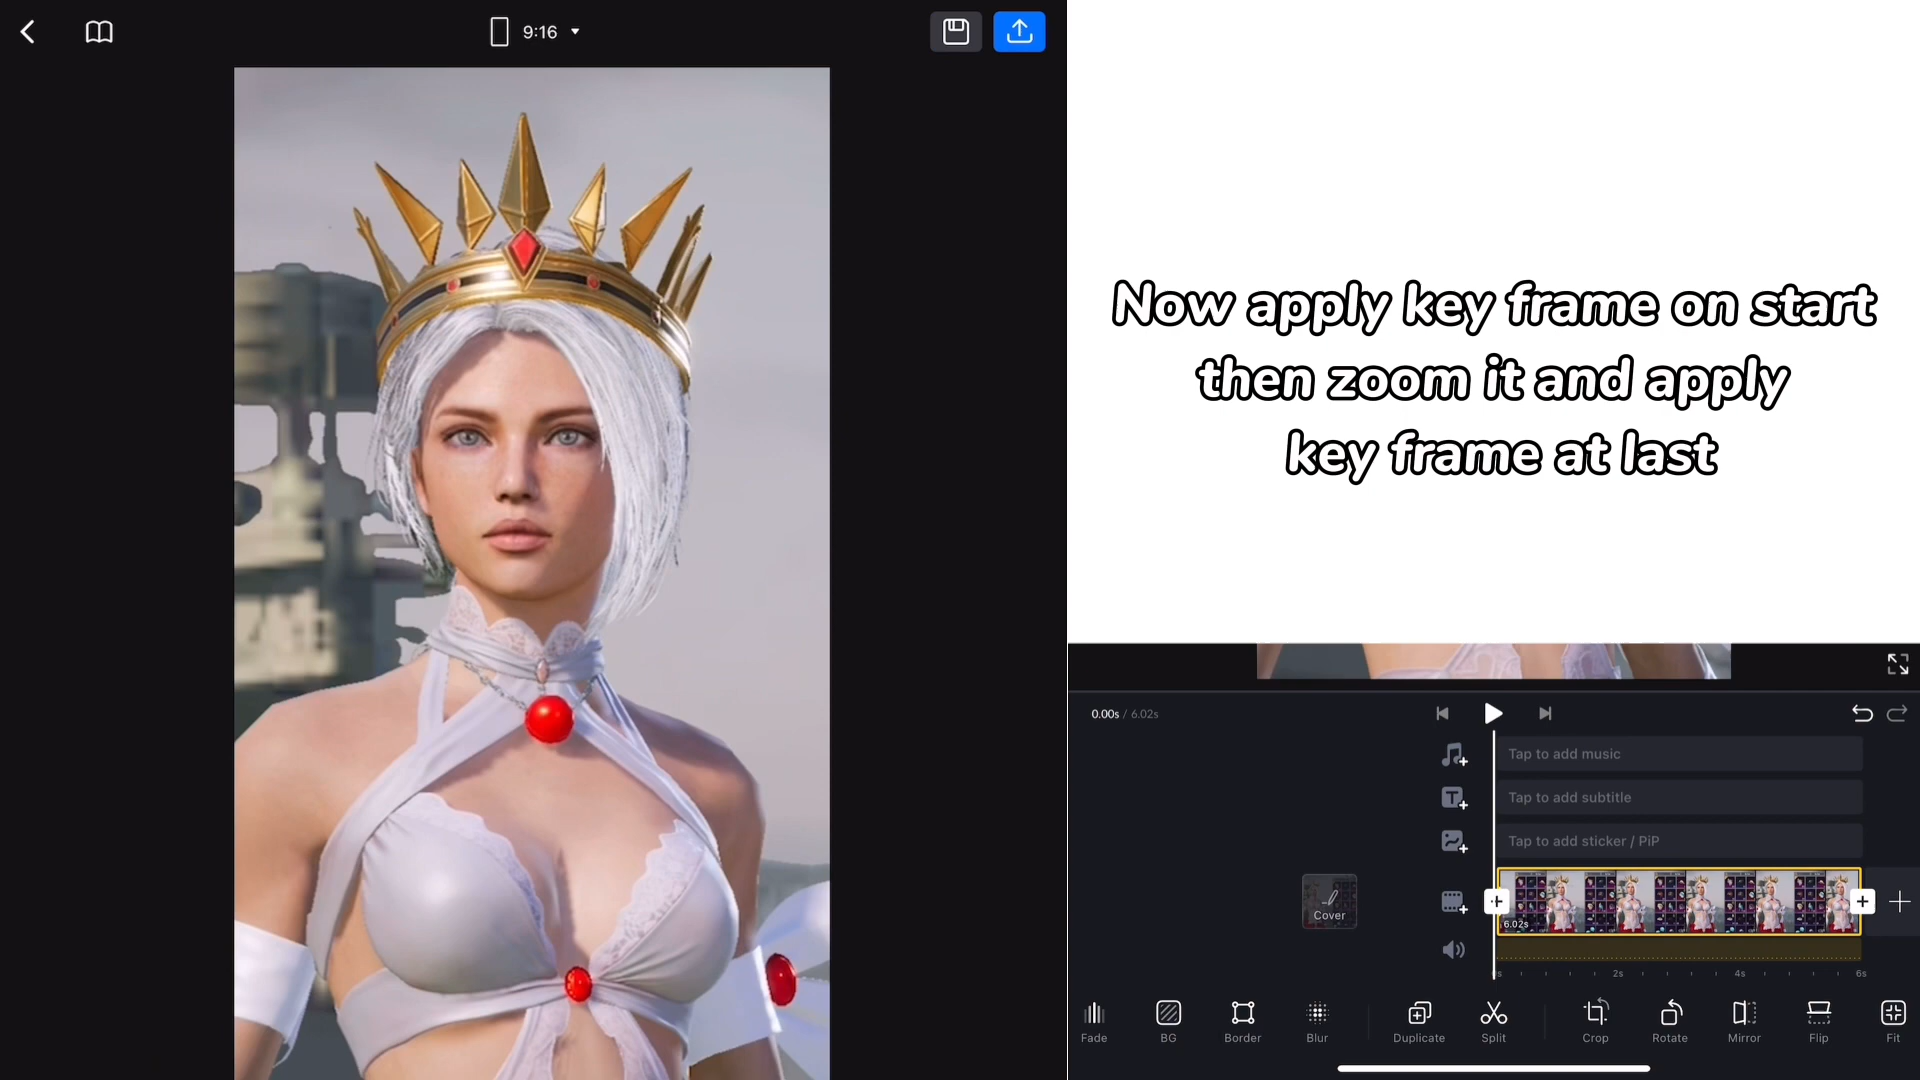 9:16
Now apply key frame on start
then zoom it and apply
key frame at last
0.00s / 6.02s
Tap to add music
Tap to add subtitle
Tap to add sticker / PiP
Cover
6.02s
2s 4s 6s
Fade BG Border Blur Duplicate Split Crop Rotate Mirror Flip Fit